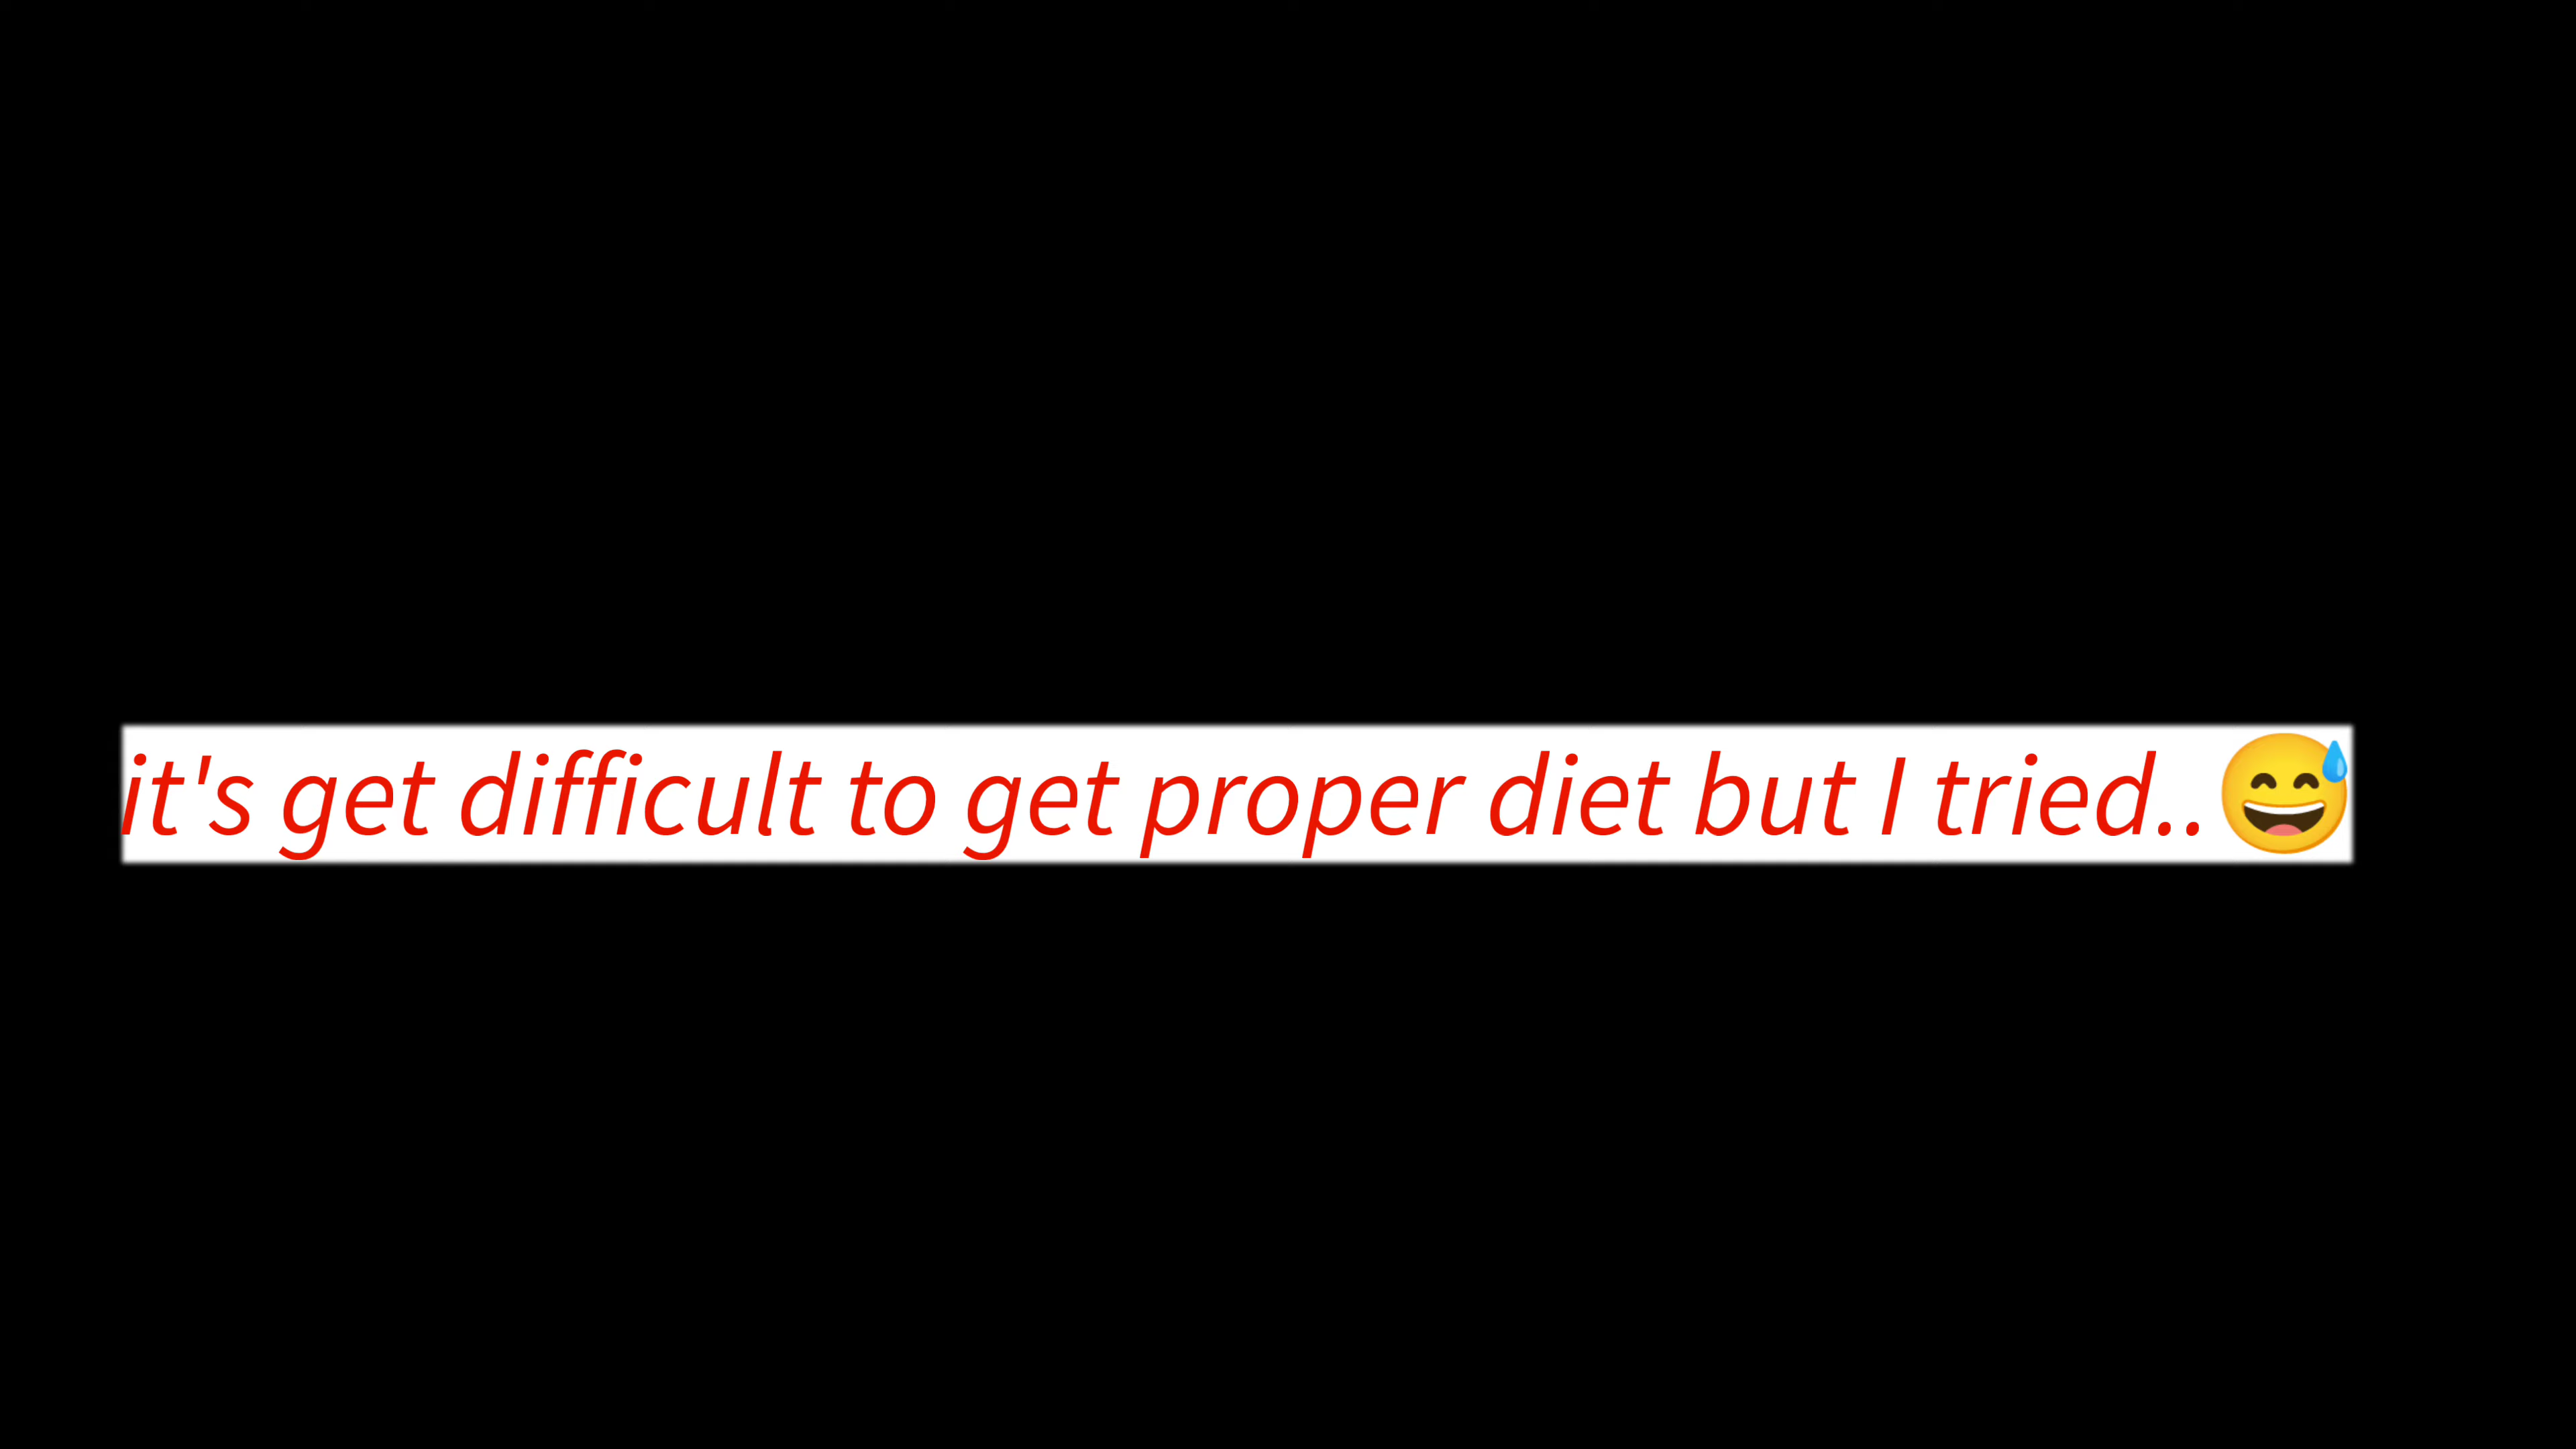 it's get difficult to get proper diet but I tried..😅